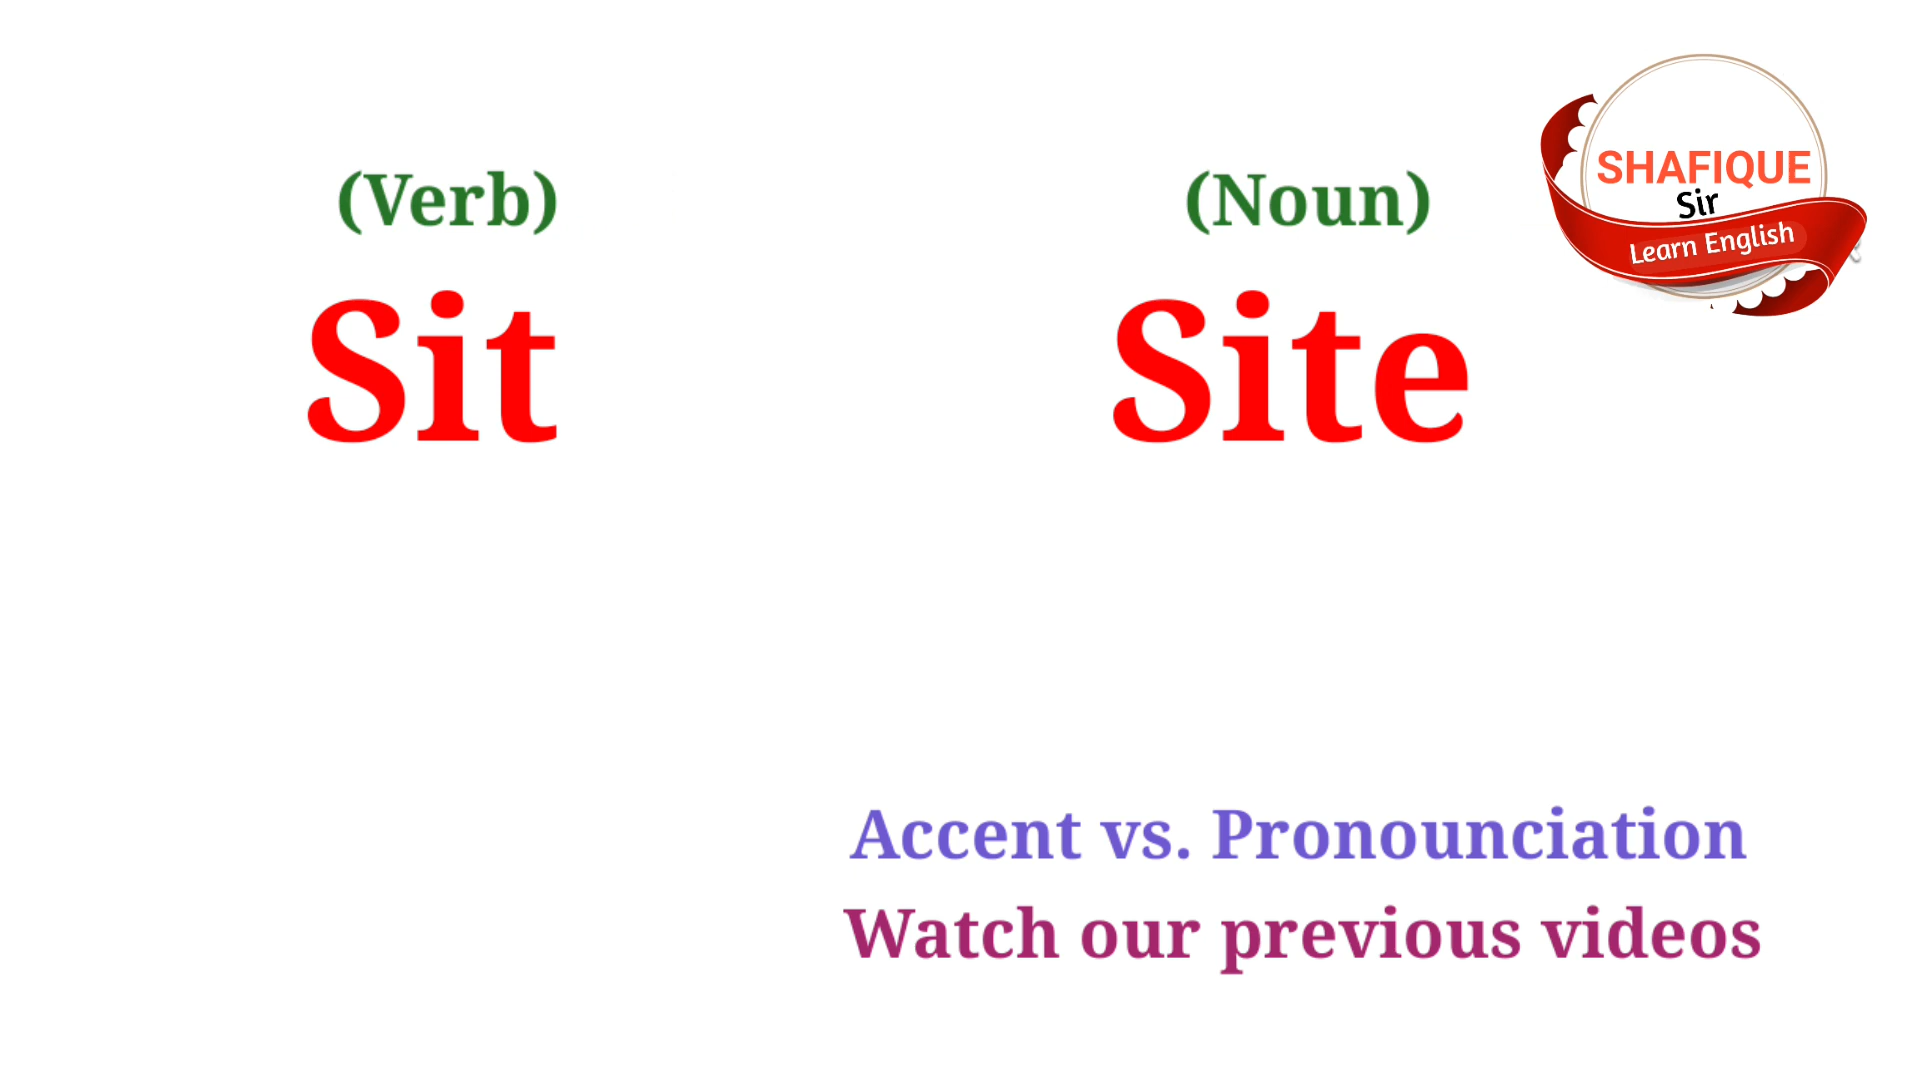 (Verb)
(Noun)
Sit
Site
SHAFIQUE
Sir
Learn English
Accent vs. Pronounciation
Watch our previous videos